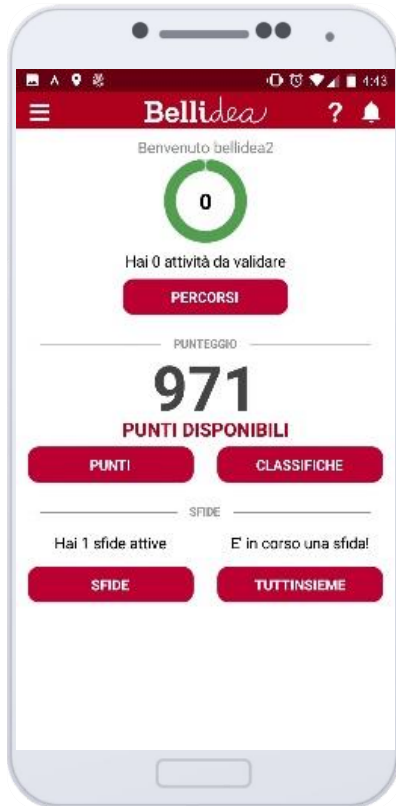 4:43
Bellidea ?
Benvenuto bellidea2
0
Hai 0 attività da validare
PERCORSI
PUNTEGGIO
971
PUNTI DISPONIBILI
PUNTI CLASSIFICHE
SFIDE
Hai 1 sfide attive E' in corso una sfida!
SFIDE TUTTINSIEME